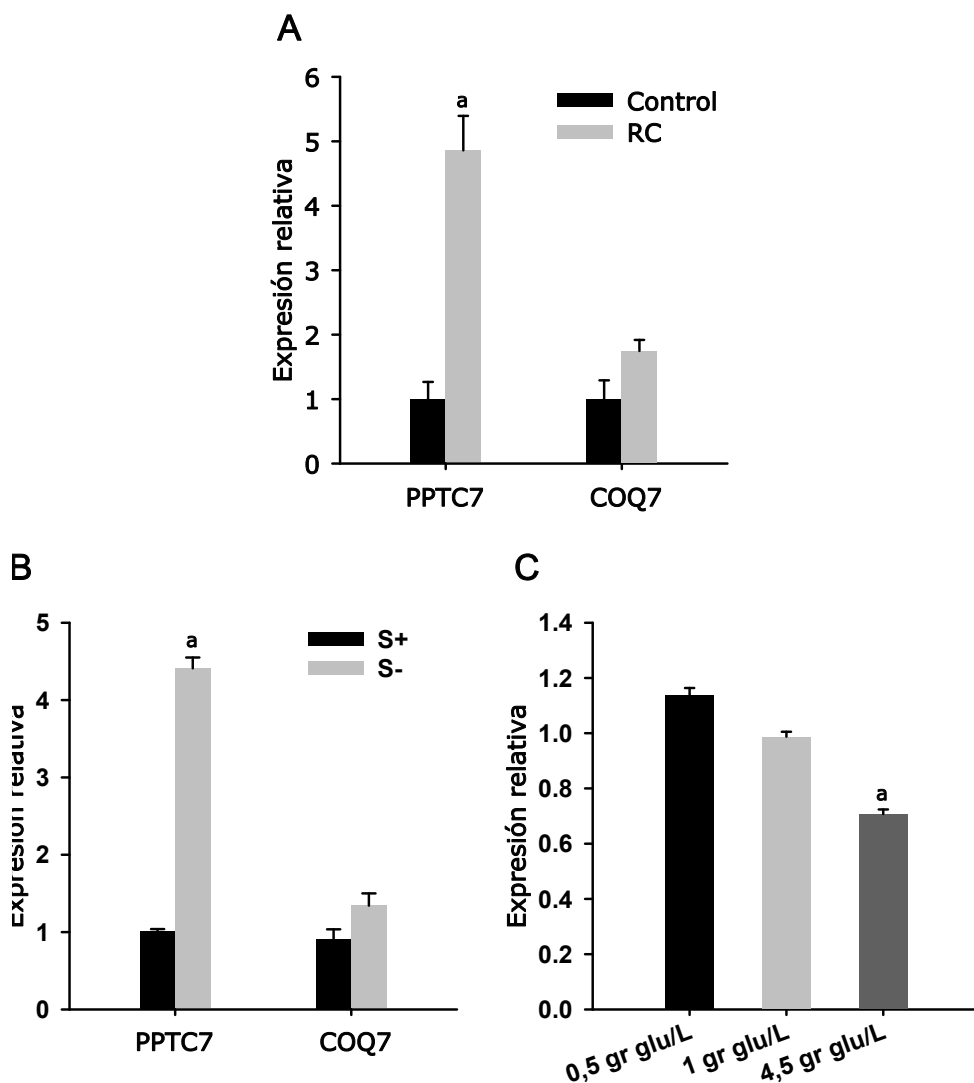 A
6
5
4
3
2
1
0
Expresión relativa
a
Control
RC
PPTC7
COQ7
B
5
4
3
2
1
0
Expresión relativa
a
S+
S-
PPTC7
COQ7
C
1.4
1.2
1.0
0.8
0.6
0.4
0.2
0.0
Expresión relativa
a
0,5 gr glu/L
1 gr glu/L
4,5 gr glu/L